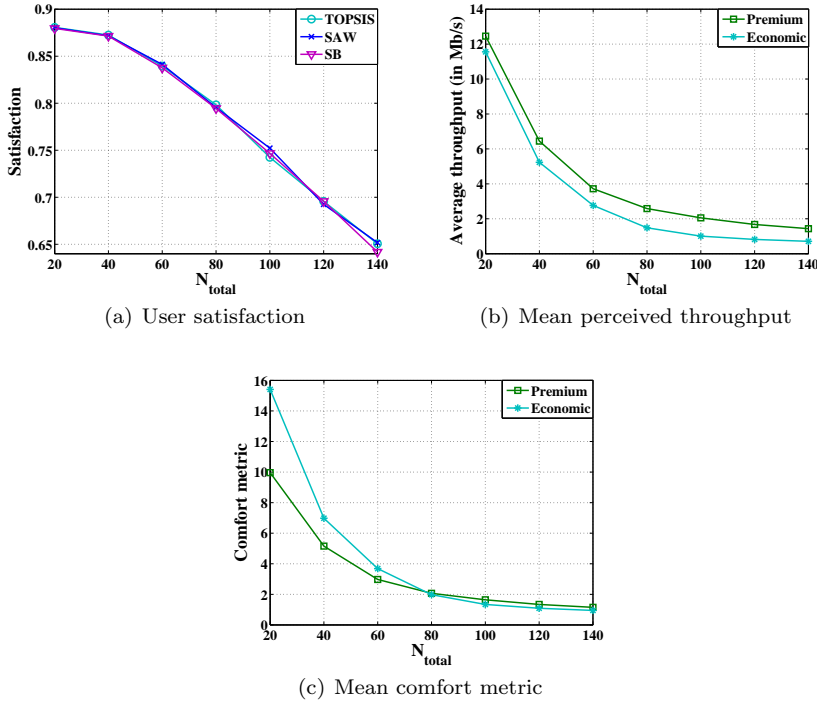 0.9
0.85
0.8
0.75
0.7
0.65
Satisfaction
TOPSIS
SAW
SB
20 40 60 80 100 120 140
N_total
(a) User satisfaction
14
12
10
8
6
4
2
0
Average throughput (in Mb/s)
Premium
Economic
20 40 60 80 100 120 140
N_total
(b) Mean perceived throughput
16
14
12
10
8
6
4
2
0
Comfort metric
Premium
Economic
20 40 60 80 100 120 140
N_total
(c) Mean comfort metric